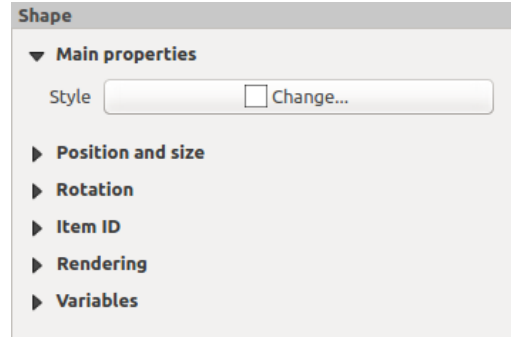 Shape
Main properties
Style Change...
Position and size
Rotation
Item ID
Rendering
Variables